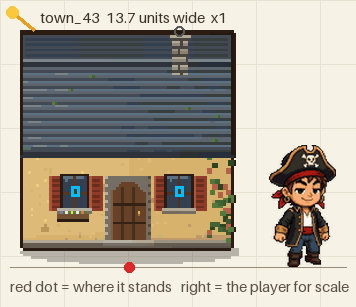 town_43 13.7 units wide x1
red dot = where it stands right = the player for scale